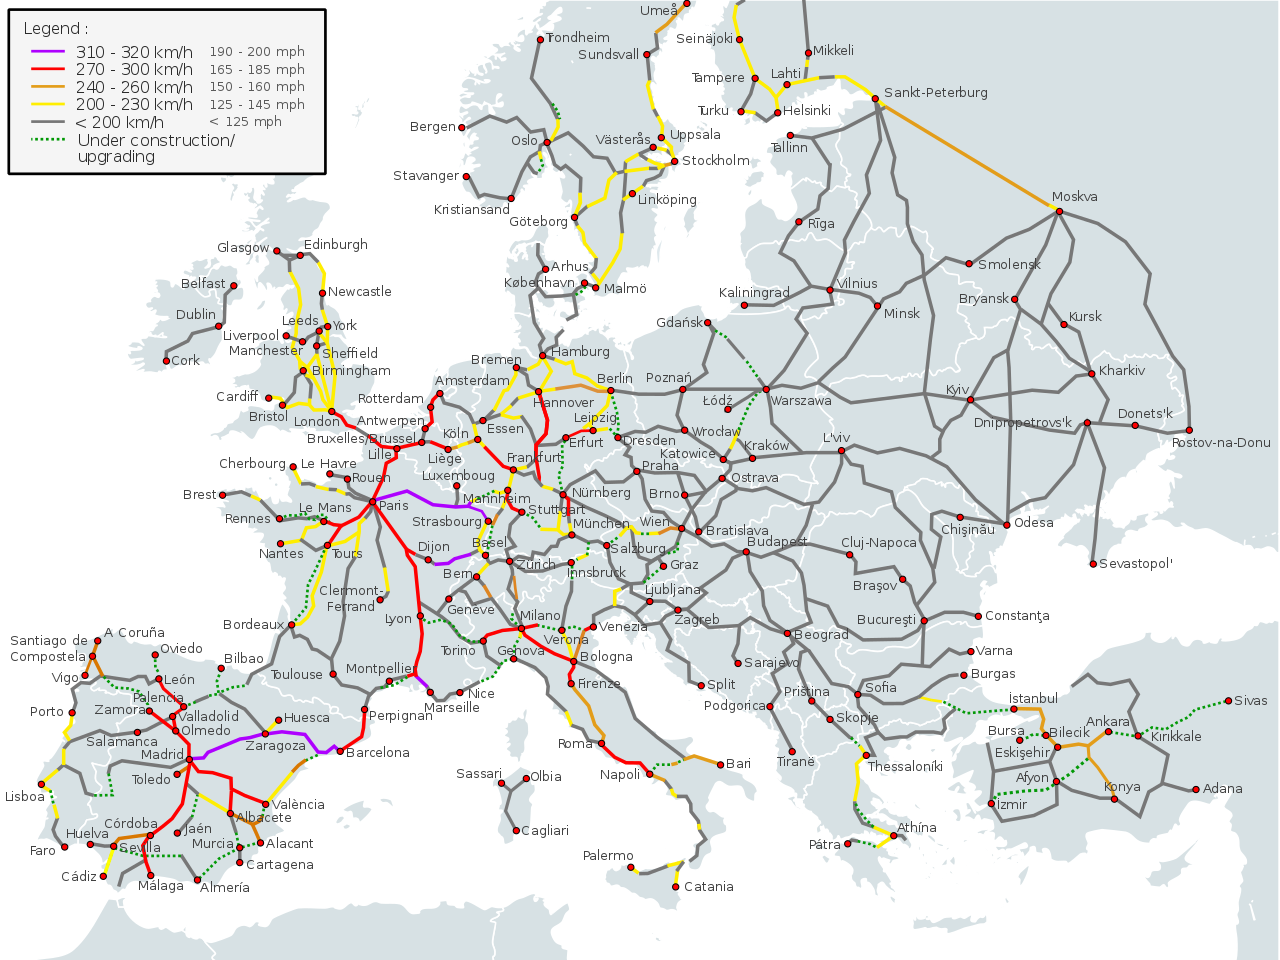 Legend :
310 - 320 km/h 190 - 200 mph
270 - 300 km/h 165 - 185 mph
240 - 260 km/h 150 - 160 mph
200 - 230 km/h 125 - 145 mph
< 200 km/h < 125 mph
Under construction/
upgrading
Umeå
Trondheim
Sundsvall
Seinäjoki
Mikkeli
Tampere
Lahti
Sankt-Peterburg
Turku
Helsinki
Bergen
Oslo
Västerås
Uppsala
Stockholm
Tallinn
Stavanger
Kristiansand
Linköping
Göteborg
Rīga
Moskva
Glasgow
Edinburgh
Arhus
København
Malmö
Smolensk
Belfast
Newcastle
Kaliningrad
Vilnius
Minsk
Bryansk
Dublin
Leeds
York
Liverpool
Manchester
Sheffield
Gdańsk
Kursk
Cork
Birmingham
Bremen
Hamburg
Kharkiv
Amsterdam
Berlin
Poznań
Cardiff
Bristol
London
Rotterdam
Hannover
Łódź
Warszawa
Kyiv
Antwerpen
Essen
Leipzig
Donets'k
Dnipropetrovs'k
Bruxelles/Brussel
Köln
Erfurt
Dresden
Wrocław
Katowice
Kraków
L'viv
Rostov-na-Donu
Lille
Liège
Frankfurt
Praha
Cherbourg
Le Havre
Rouen
Luxemboug
Ostrava
Brest
Le Mans
Paris
Mannheim
Nürnberg
Brno
Rennes
Strasbourg
Stuttgart
München
Wien
Bratislava
Chişinău
Odesa
Nantes
Tours
Dijon
Basel
Zürich
Salzburg
Budapest
Cluj-Napoca
Sevastopol'
Bern
Innsbruck
Graz
Clermont-
Ferrand
Genève
Ljubljana
Braşov
Bordeaux
Lyon
Milano
Verona
Venezia
Zagreb
Beograd
Bucureşti
Constanţa
A Coruña
Santiago de
Compostela
Oviedo
Bilbao
Torino
Genova
Bologna
Sarajevo
Varna
Vigo
León
Toulouse
Montpellier
Marseille
Nice
Firenze
Split
Priština
Sofia
Burgas
Porto
Palencia
Zamora
Valladolid
Olmedo
Huesca
Perpignan
Podgorica
Skopje
İstanbul
Sivas
Salamanca
Zaragoza
Barcelona
Roma
Bursa
Bilecik
Ankara
Kırıkkale
Madrid
Toledo
Napoli
Bari
Tiranë
Thessaloníki
Eskişehir
Lisboa
Sassari
Olbia
Afyon
Konya
Adana
València
Albacete
İzmir
Córdoba
Jaén
Huelva
Sevilla
Murcia
Alacant
Cagliari
Athína
Pátra
Faro
Cartagena
Palermo
Cádiz
Málaga
Almería
Catania